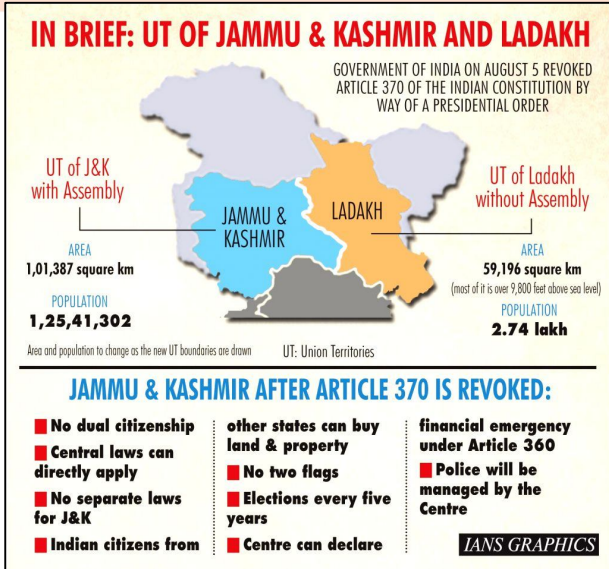 IN BRIEF: UT OF JAMMU & KASHMIR AND LADAKH
GOVERNMENT OF INDIA ON AUGUST 5 REVOKED
ARTICLE 370 OF THE INDIAN CONSTITUTION BY
WAY OF A PRESIDENTIAL ORDER
UT of J&K
with Assembly
AREA
1,01,387 square km
POPULATION
1,25,41,302
JAMMU &
KASHMIR
LADAKH
UT of Ladakh
without Assembly
AREA
59,196 square km
(most of it is over 9,800 feet above sea level)
POPULATION
2.74 lakh
Area and population to change as the new UT boundaries are drawn
UT: Union Territories
JAMMU & KASHMIR AFTER ARTICLE 370 IS REVOKED:
No dual citizenship
Central laws can
directly apply
No separate laws
for J&K
Indian citizens from
other states can buy
land & property
No two flags
Elections every five
years
Centre can declare
financial emergency
under Article 360
Police will be
managed by the
Centre
IANS GRAPHICS